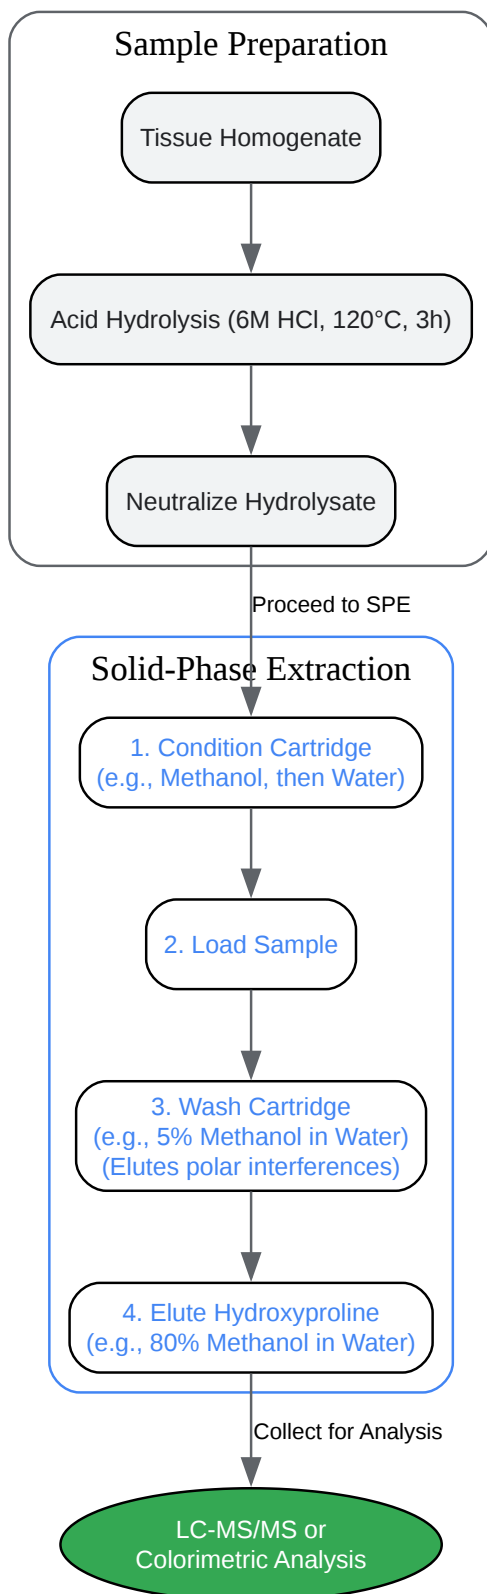 Sample Preparation
Tissue Homogenate
Acid Hydrolysis (6M HCl, 120°C, 3h)
Neutralize Hydrolysate
Proceed to SPE
Solid-Phase Extraction
1. Condition Cartridge
(e.g., Methanol, then Water)
2. Load Sample
3. Wash Cartridge
(e.g., 5% Methanol in Water)
(Elutes polar interferences)
4. Elute Hydroxyproline
(e.g., 80% Methanol in Water)
Collect for Analysis
LC-MS/MS or
Colorimetric Analysis